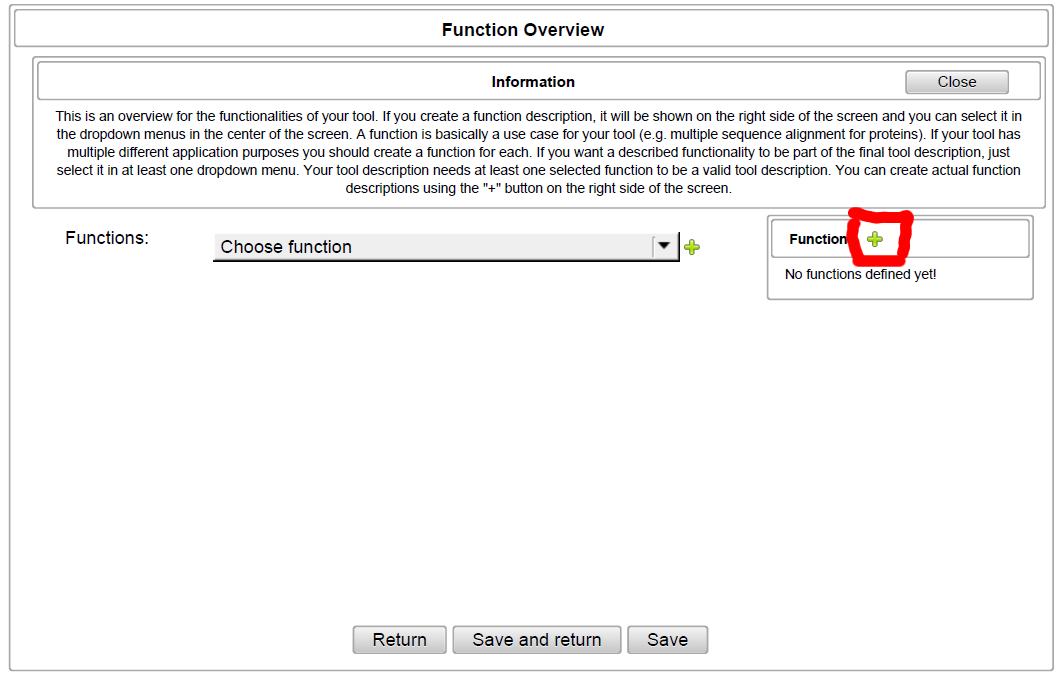 Function Overview
Information
Close
This is an overview for the functionalities of your tool. If you create a function description, it will be shown on the right side of the screen and you can select it in
the dropdown menus in the center of the screen. A function is basically a use case for your tool (e.g. multiple sequence alignment for proteins). If your tool has
multiple different application purposes you should create a function for each. If you want a described functionality to be part of the final tool description, just
select it in at least one dropdown menu. Your tool description needs at least one selected function to be a valid tool description. You can create actual function
descriptions using the "+" button on the right side of the screen.
Functions:
Choose function
Function
No functions defined yet!
Return
Save and return
Save